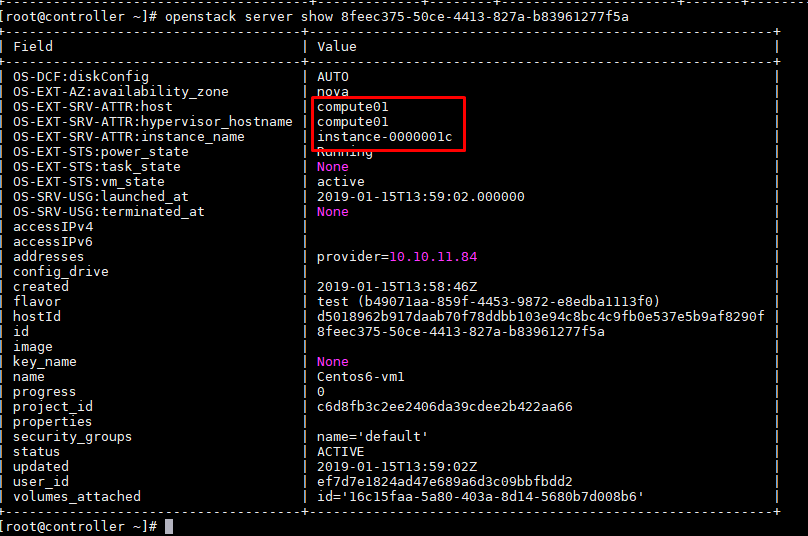 [root@controller ~]# openstack server show 8feec375-50ce-4413-827a-b83961277f5a
+--------------------------------------+----------------------------------------------------------+
| Field | Value |
+--------------------------------------+----------------------------------------------------------+
| OS-DCF:diskConfig | AUTO |
| OS-EXT-AZ:availability_zone | nova |
| OS-EXT-SRV-ATTR:host | compute01 |
| OS-EXT-SRV-ATTR:hypervisor_hostname | compute01 |
| OS-EXT-SRV-ATTR:instance_name | instance-0000001c |
| OS-EXT-STS:power_state | Running |
| OS-EXT-STS:task_state | None |
| OS-EXT-STS:vm_state | active |
| OS-SRV-USG:launched_at | 2019-01-15T13:59:02.000000 |
| OS-SRV-USG:terminated_at | None |
| accessIPv4 | |
| accessIPv6 | |
| addresses | provider=10.10.11.84 |
| config_drive | |
| created | 2019-01-15T13:58:46Z |
| flavor | test (b49071aa-859f-4453-9872-e8edba1113f0) |
| hostId | d5018962b917daab70f78ddbb103e94c8bc4c9fb0e537e5b9af8290f |
| id | 8feec375-50ce-4413-827a-b83961277f5a |
| image | |
| key_name | None |
| name | Centos6-vm1 |
| progress | 0 |
| project_id | c6d8fb3c2ee2406da39cdee2b422aa66 |
| properties | |
| security_groups | name='default' |
| status | ACTIVE |
| updated | 2019-01-15T13:59:02Z |
| user_id | ef7d7e1824ad47e689a6d3c09bbfbdd2 |
| volumes_attached | id='16c15faa-5a80-403a-8d14-5680b7d008b6' |
+--------------------------------------+----------------------------------------------------------+
[root@controller ~]#